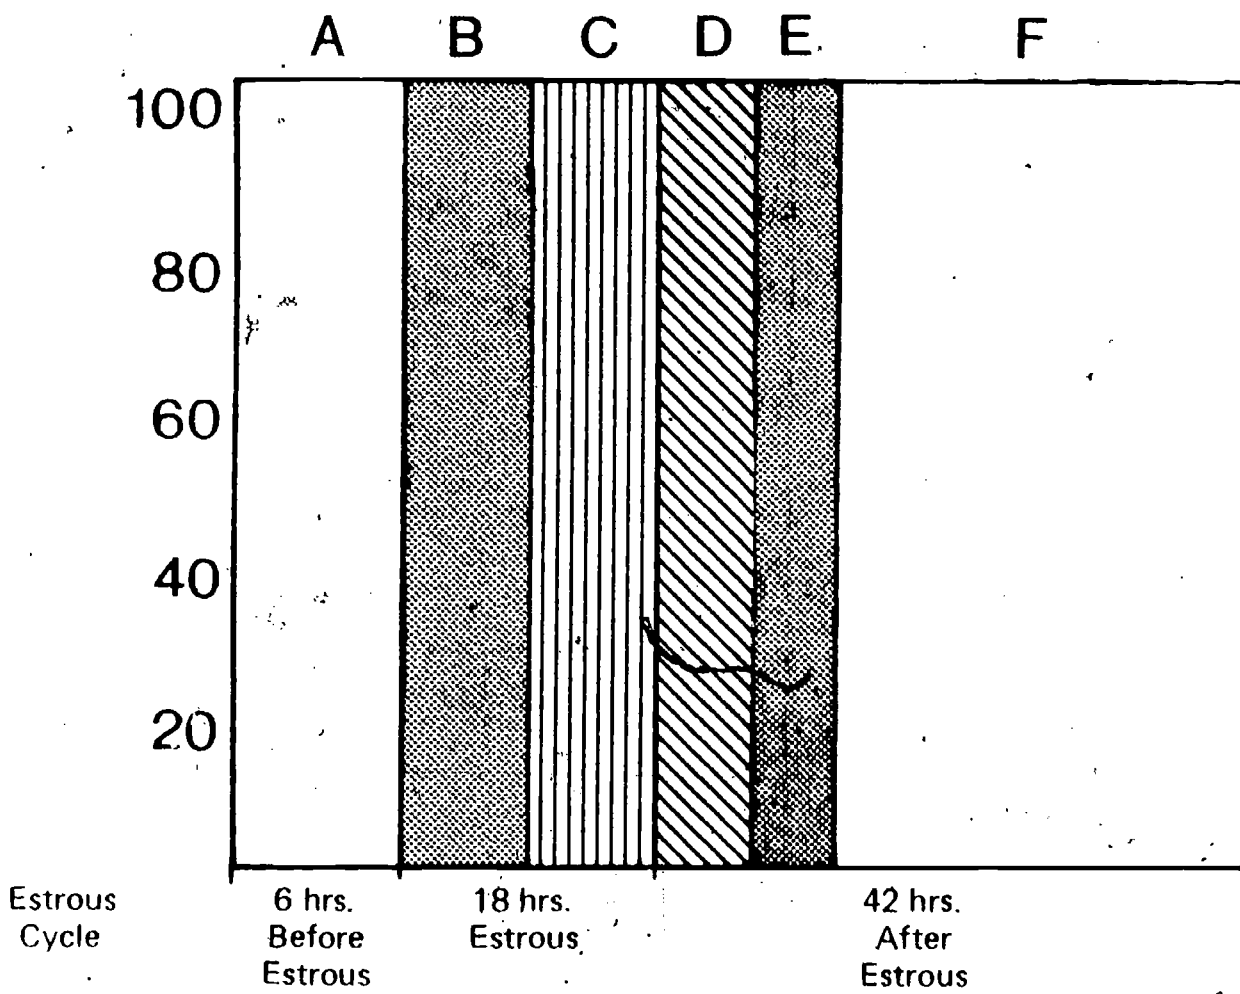 A B C D E F
100
80
60
40
20
Estrous Cycle
6 hrs. Before Estrous
18 hrs. Estrous
42 hrs. After Estrous